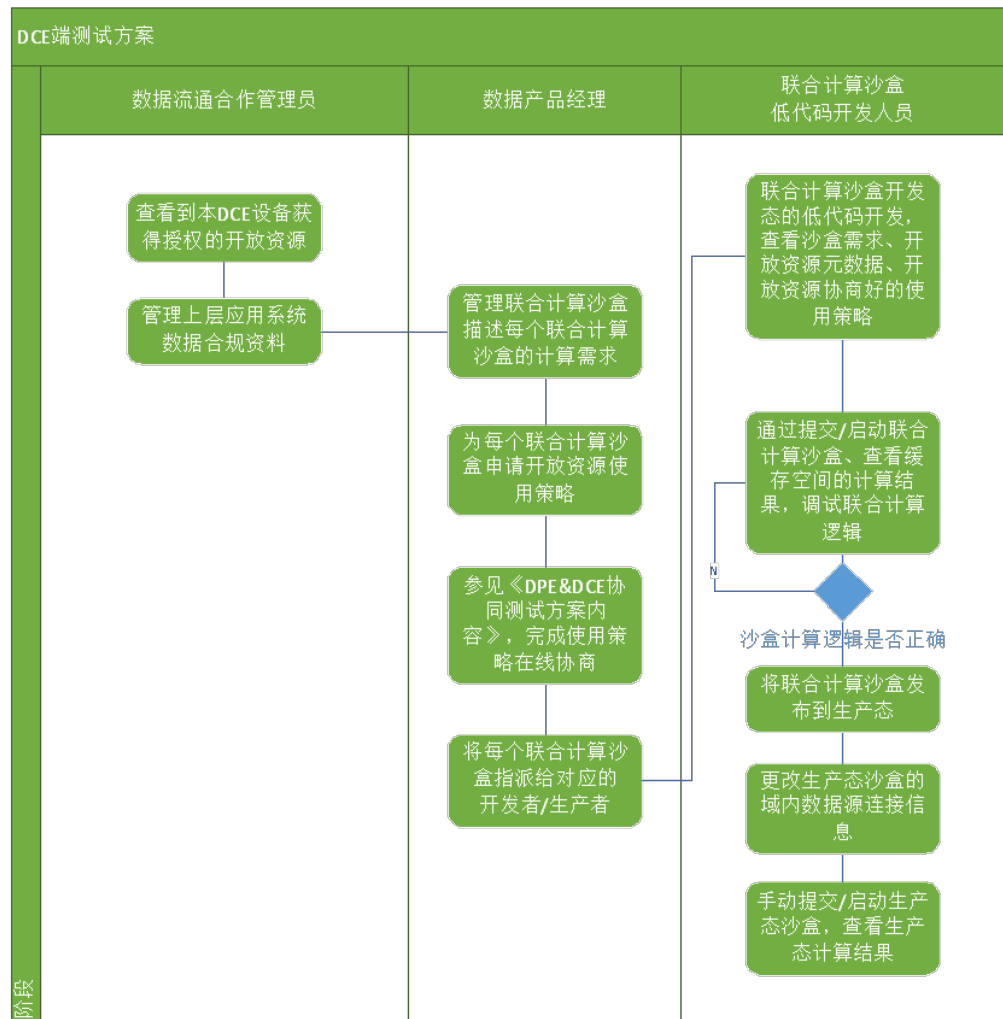 DCE端测试方案
数据流通合作管理员
数据产品经理
联合计算沙盒
低代码开发人员
查看到本DCE设备获
得授权的开放资源
管理上层应用系统
数据合规资料
管理联合计算沙盒
描述每个联合计算
沙盒的计算需求
为每个联合计算沙
盒申请开放资源使
用策略
参见《DPE&DCE协
同测试方案内
容》，完成使用策
略在线协商
将每个联合计算沙
盒指派给对应的
开发者/生产者
联合计算沙盒开发
态的低代码开发，
查看沙盒需求、开
放资源元数据、开
放资源协商好的使
用策略
通过提交/启动联合
计算沙盒、查看缓
存空间的计算结
果，调试联合计算
逻辑
N
沙盒计算逻辑是否正确
将联合计算沙盒发
布到生产态
更改生产态沙盒的
域内数据源连接信
息
手动提交/启动生产
态沙盒，查看生产
态计算结果
阶段